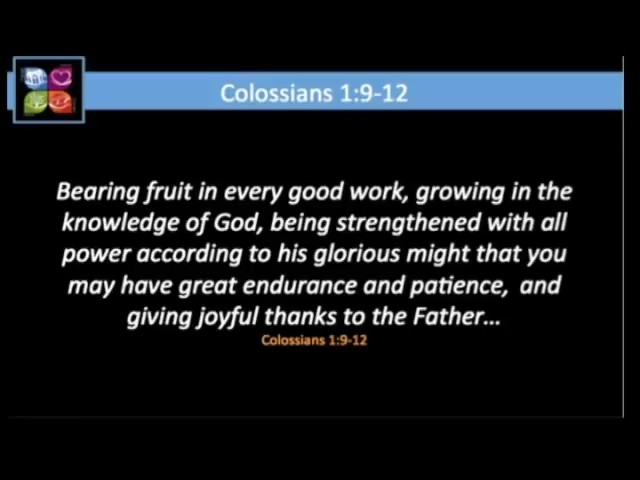 Colossians 1:9-12
Bearing fruit in every good work, growing in the
knowledge of God, being strengthened with all
power according to his glorious might that you
may have great endurance and patience, and
giving joyful thanks to the Father...
Colossians 1:9-12